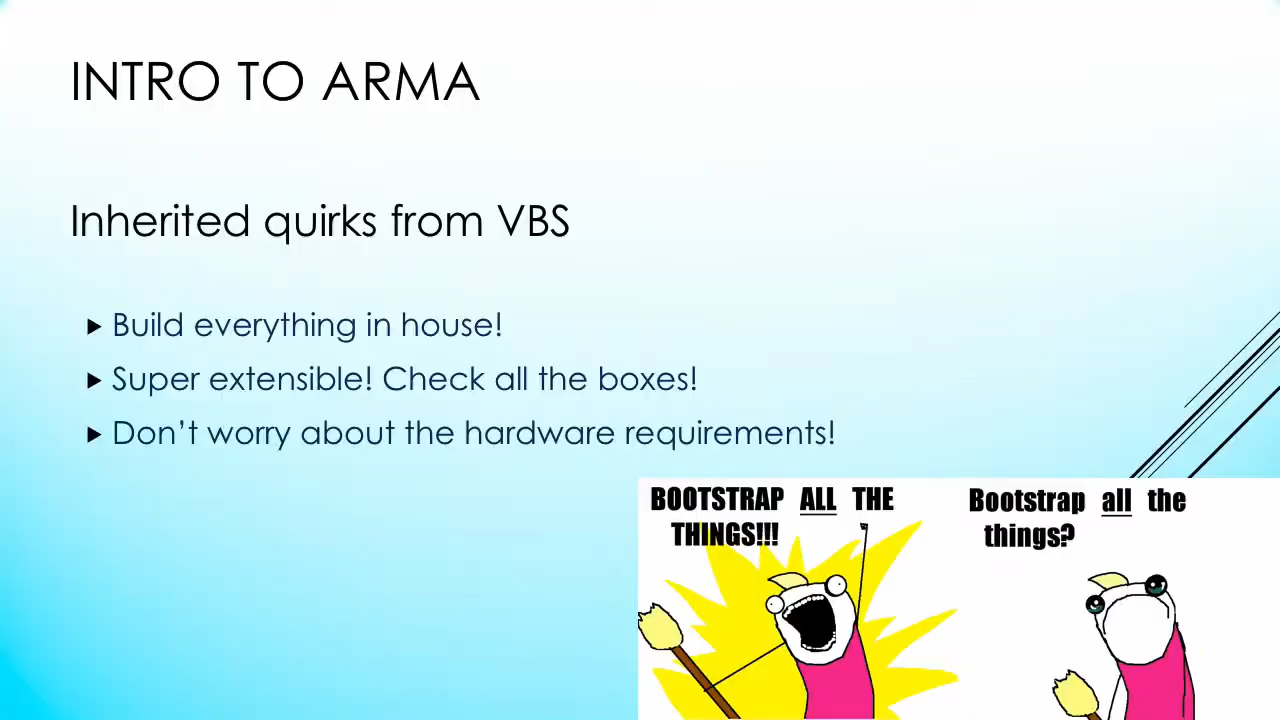 INTRO TO ARMA
Inherited quirks from VBS
Build everything in house!
Super extensible! Check all the boxes!
Don't worry about the hardware requirements!
BOOTSTRAP ALL THE
THINGS!!!
Bootstrap all the
things?